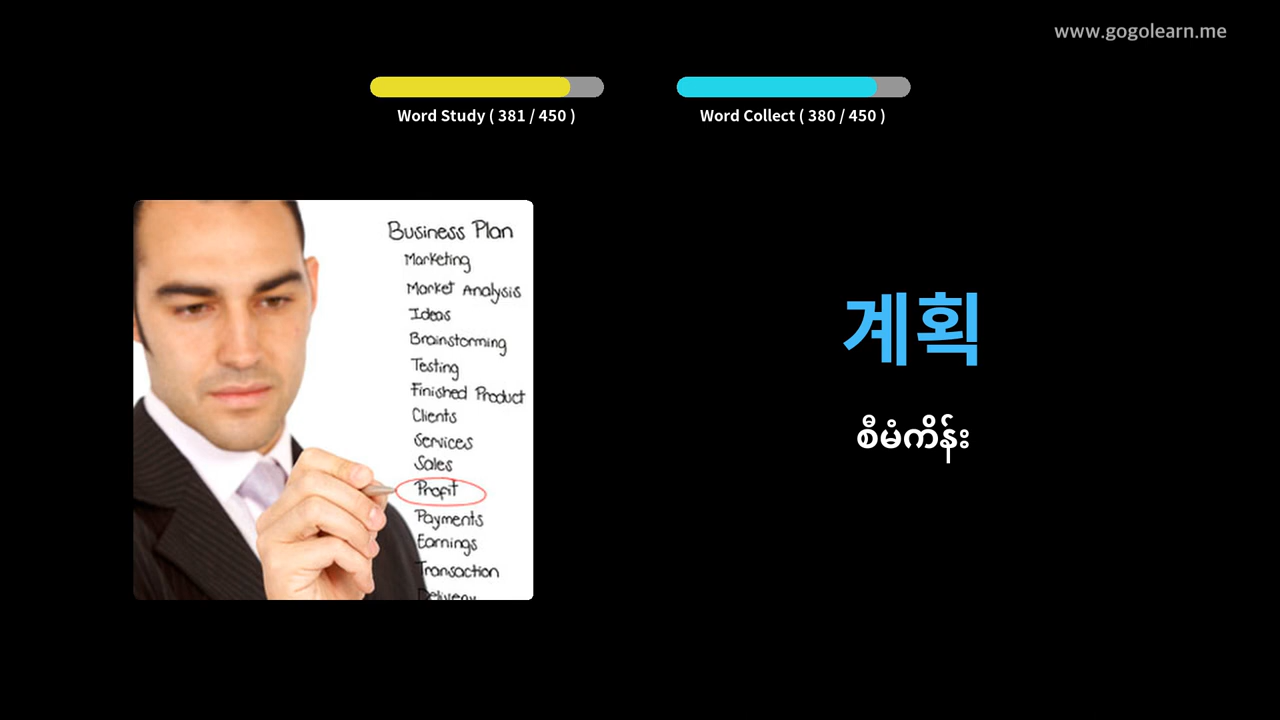 www.gogolearn.me
Word Study ( 381 / 450 )
Word Collect ( 380 / 450 )
Business Plan
Marketing
Market Analysis
Ideas
Brainstorming
Testing
Finished Product
Clients
Services
Sales
Profit
Payments
Earnings
Transaction
Delivery
계획
စီမံကိန်း